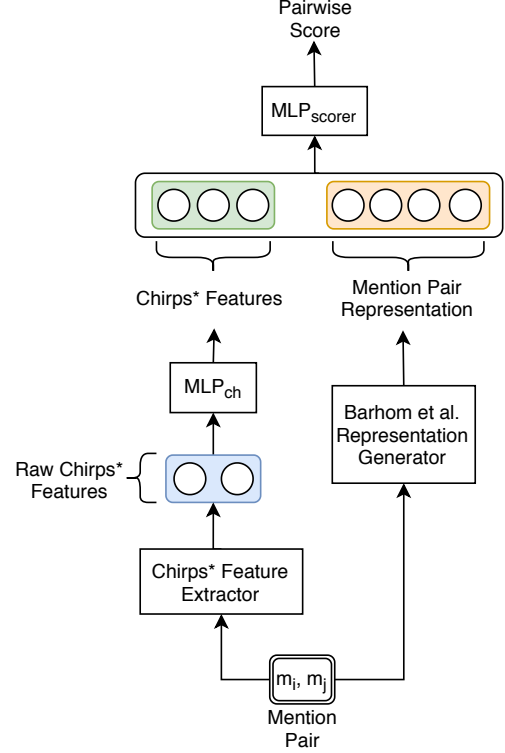 Pairwise
Score
MLPscorer
Chirps* Features
Mention Pair
Representation
MLPch
Barhom et al.
Representation
Generator
Raw Chirps*
Features
Chirps* Feature
Extractor
mi, mj
Mention
Pair